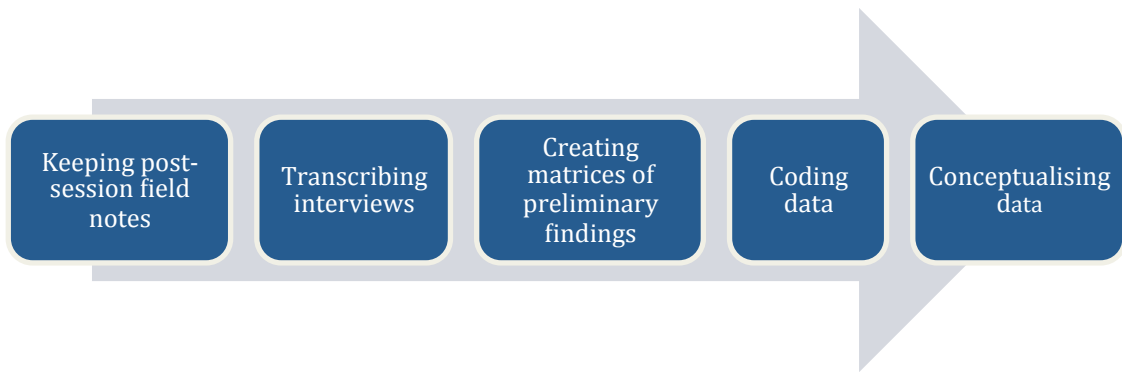 Keeping post-
session field
notes
Transcribing
interviews
Creating
matrices of
preliminary
findings
Coding
data
Conceptualising
data